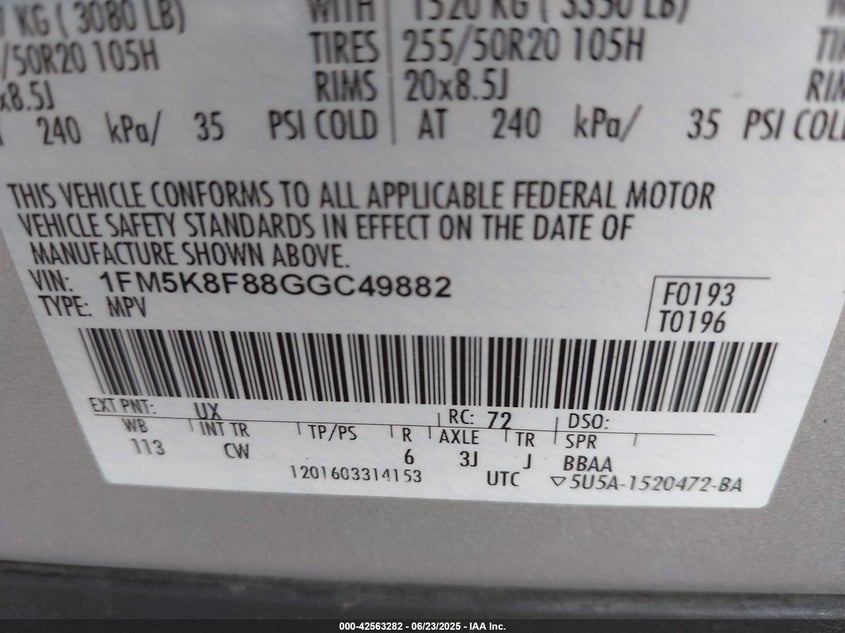 KG ( 3080 LB) WITH 1520 KG ( 3350 LB)
/50R20 105H TIRES 255/50R20 105H
x8.5J RIMS 20x8.5J
240 kPa/ 35 PSI COLD AT 240 kPa/ 35 PSI COLD
THIS VEHICLE CONFORMS TO ALL APPLICABLE FEDERAL MOTOR
VEHICLE SAFETY STANDARDS IN EFFECT ON THE DATE OF
MANUFACTURE SHOWN ABOVE.
VIN: 1FM5K8F88GGC49882
TYPE: MPV
F0193
T0196
EXT PNT: UX RC: 72 DSO:
WB INT TR TP/PS R AXLE TR SPR
113 CW 6 3J J BBAA
1201603314153 UTC ▽5U5A-1520472-BA
000-42563282 - 06/23/2025 - IAA Inc.